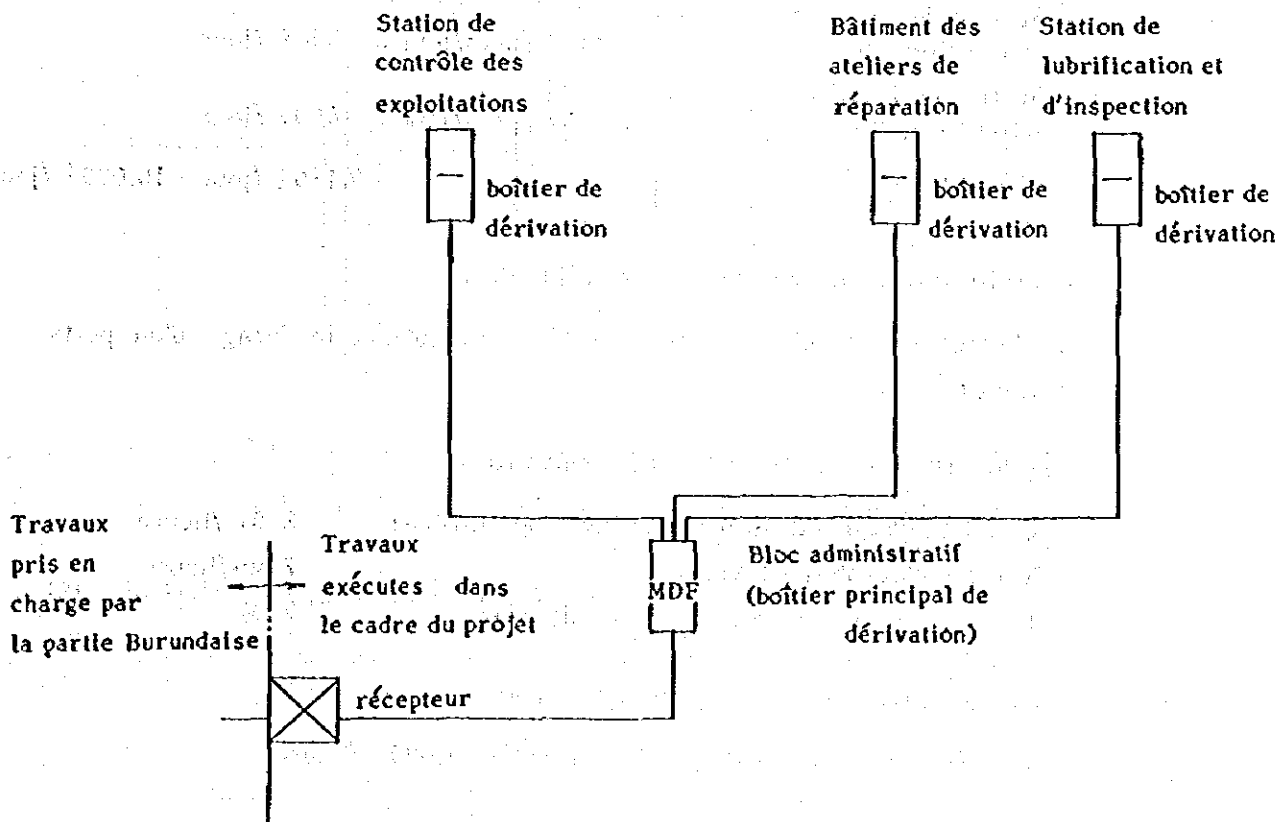 Station de
contrôle des
exploitations
boîtier de
dérivation
Bâtiment des
ateliers de
réparation
boîtier de
dérivation
Station de
lubrification et
d'inspection
boîtier de
dérivation
Travaux
pris en
charge par
la partie Burundaise
Travaux
exécutes dans
le cadre du projet
MDF
Bloc administratif
(boîtier principal de
dérivation)
récepteur